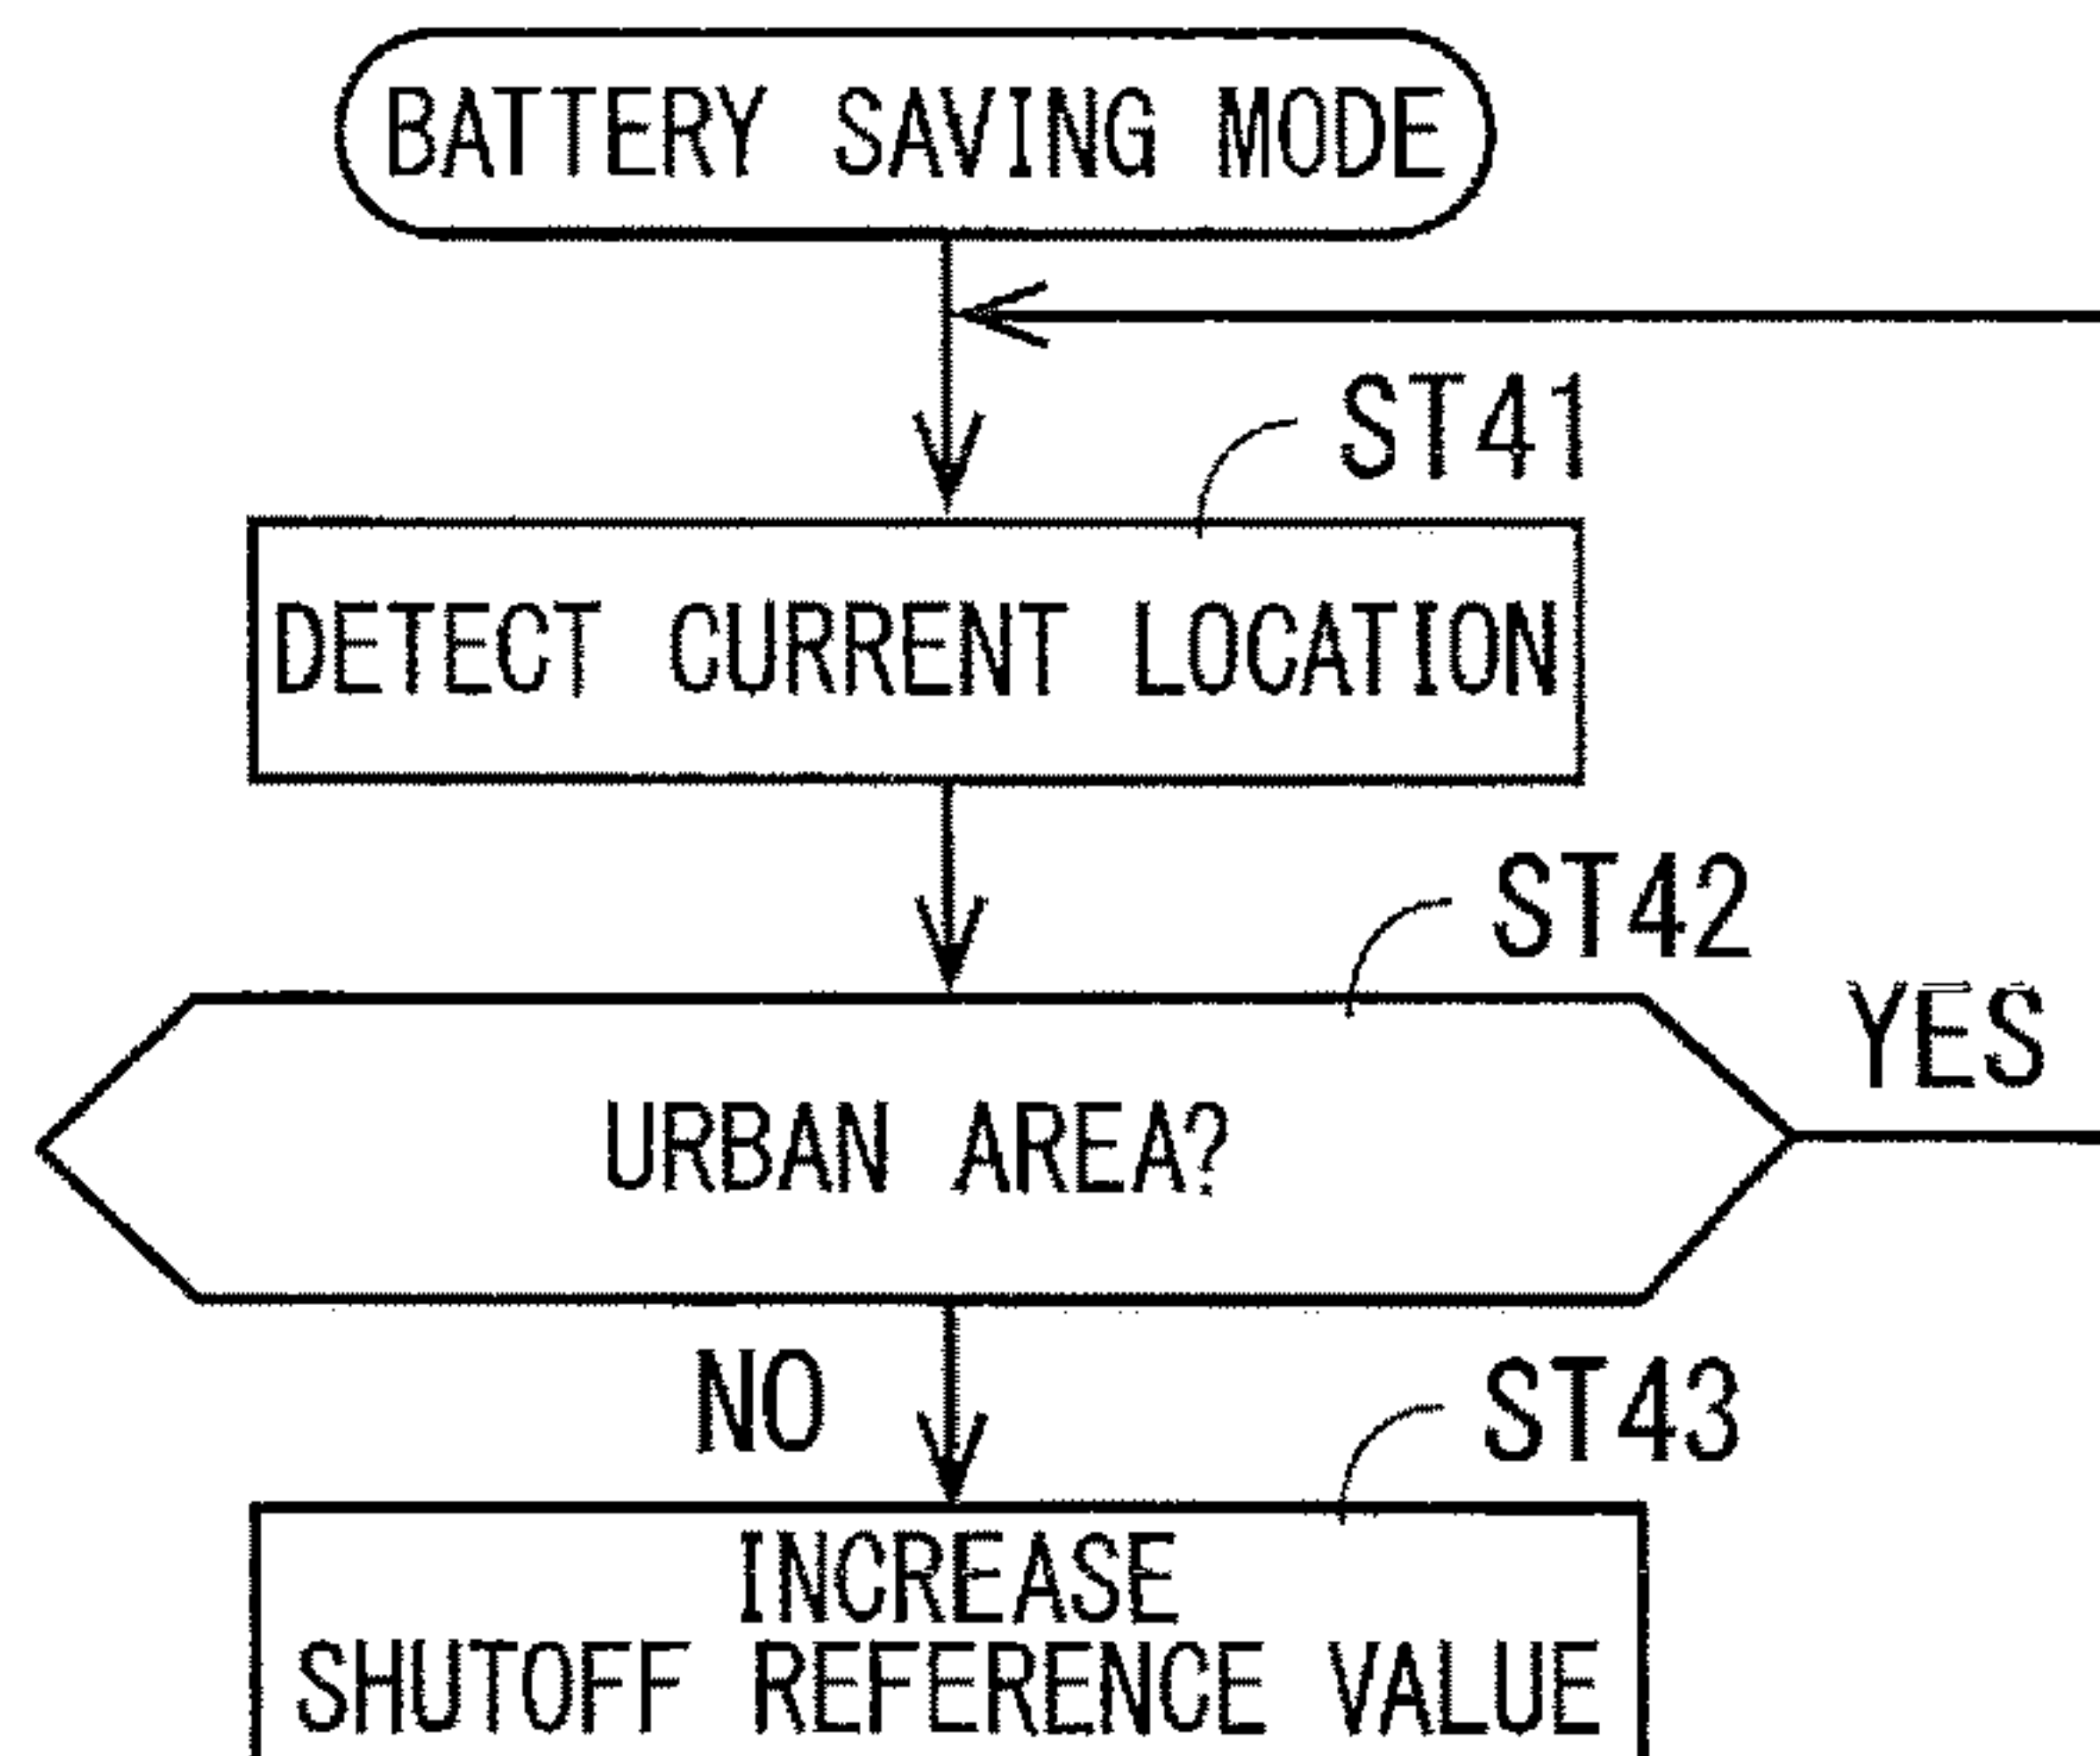 BATTERY SAVING MODE
ST41
DETECT CURRENT LOCATION
ST42
YES
URBAN AREA?
NO
ST43
INCREASE
SHUTOFF REFERENCE VALUE